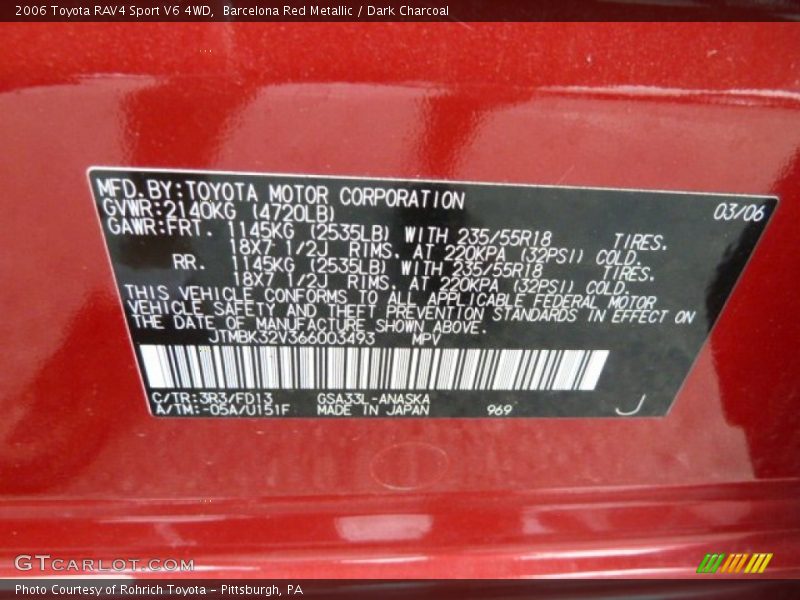 2006 Toyota RAV4 Sport V6 4WD, Barcelona Red Metallic / Dark Charcoal
MFD.BY:TOYOTA MOTOR CORPORATION 03/06
GVWR:2140KG (4720LB)
GAWR:FRT. 1145KG (2535LB) WITH 235/55R18 TIRES.
18X7 1/2J RIMS. AT 220KPA (32PSI) COLD.
RR. 1145KG (2535LB) WITH 235/55R18 TIRES.
18X7 1/2J RIMS. AT 220KPA (32PSI) COLD.
THIS VEHICLE CONFORMS TO ALL APPLICABLE FEDERAL MOTOR
VEHICLE SAFETY AND THEFT PREVENTION STANDARDS IN EFFECT ON
THE DATE OF MANUFACTURE SHOWN ABOVE.
JTMBK32V366003493 MPV
C/TR:3R3/FD13 GSA33L-ANASKA
A/TM:-05A/U151F MADE IN JAPAN 969 J
GTCARLOT.COM
Photo Courtesy of Rohrich Toyota - Pittsburgh, PA